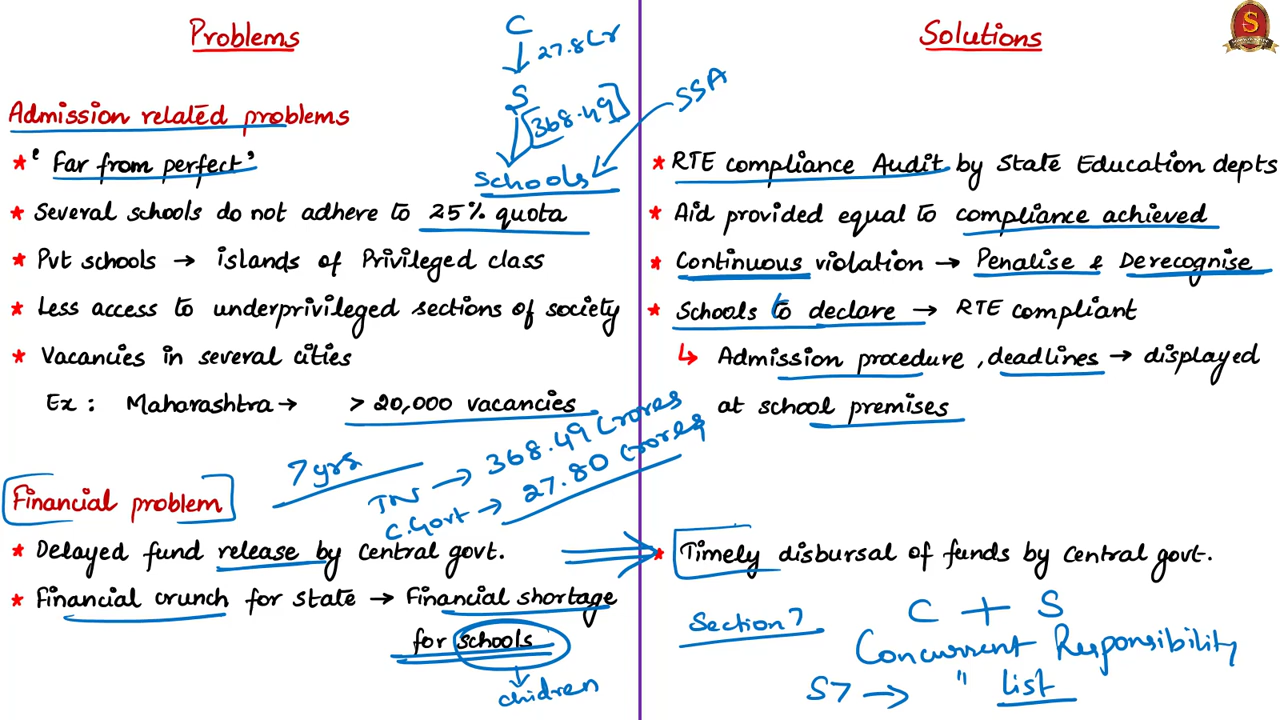 Problems
C
27.8Cr
S
[368.49]
Schools
SSA
Admission related problems
* 'Far from perfect'
* Several schools do not adhere to 25% quota
* Pvt schools → islands of Privileged class
* Less access to underprivileged sections of society
* Vacancies in several cities
Ex : Maharashtra → > 20,000 vacancies
7 yrs
TN → 368.49 Crores
C.Govt → 27.80 Crores
Financial problem
* Delayed fund release by Central govt.
* Financial crunch for state → Financial shortage
for schools
chidren
Solutions
S
* RTE compliance Audit by State Education depts
* Aid provided equal to compliance achieved
* Continuous violation → Penalise & Derecognise
* Schools to declare → RTE compliant
↳ Admission procedure, deadlines → displayed
at school premises
* Timely disbursal of funds by Central govt.
Section 7
C + S
Concurrent Responsibility
S7 → " list